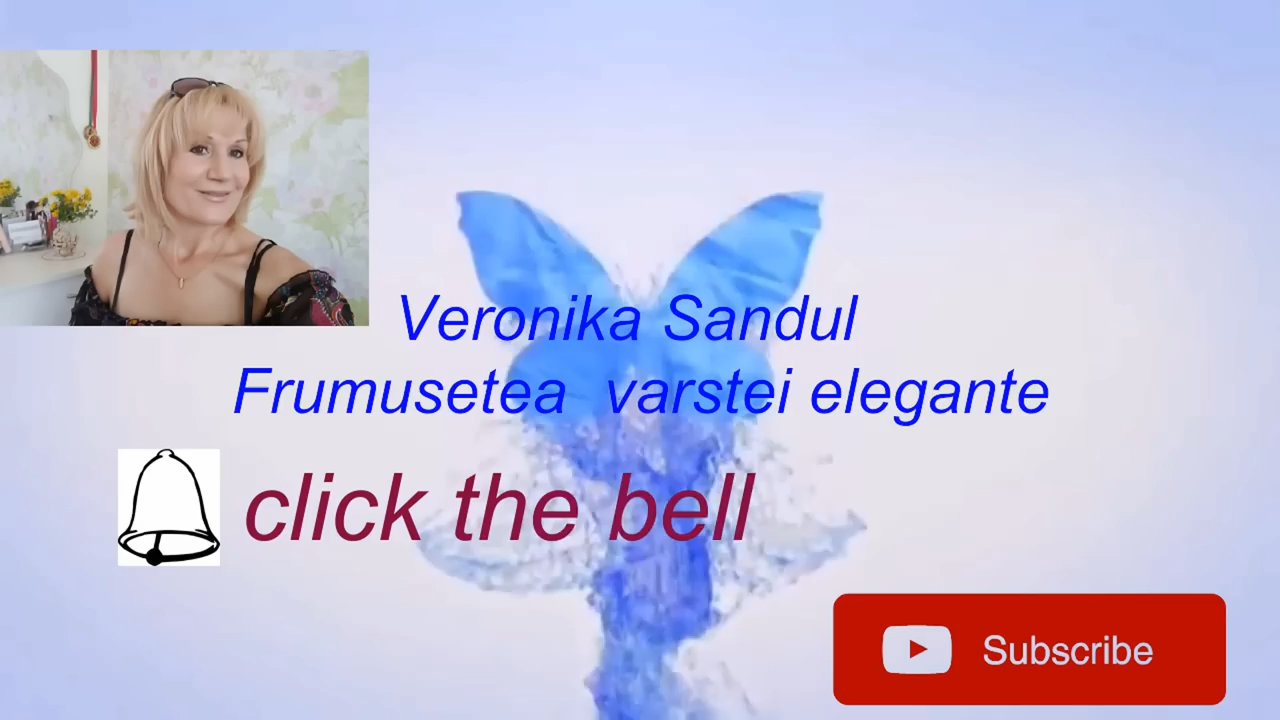 Veronika Sandul
Frumusetea varstei elegante
click the bell
Subscribe